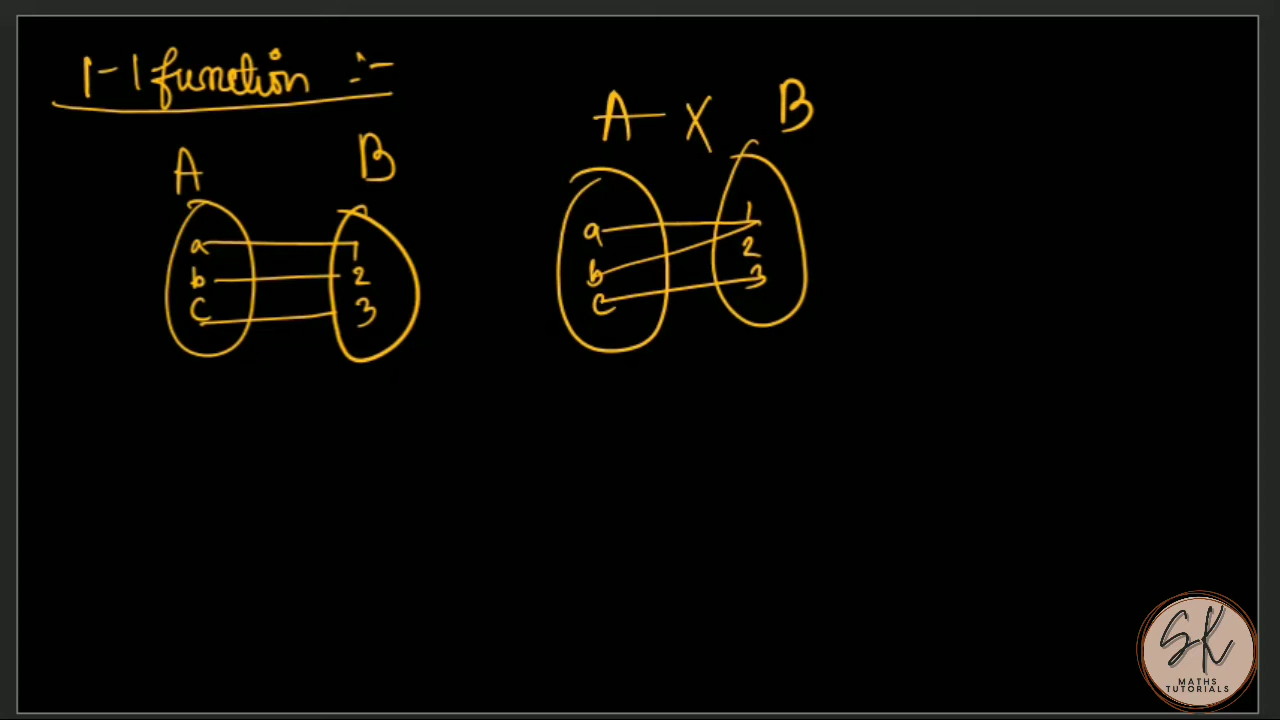 1-1 function :-
A B
a 1
b 2
c 3
A X B
a 1
b 2
c 3
SK
MATHS
TUTORIALS